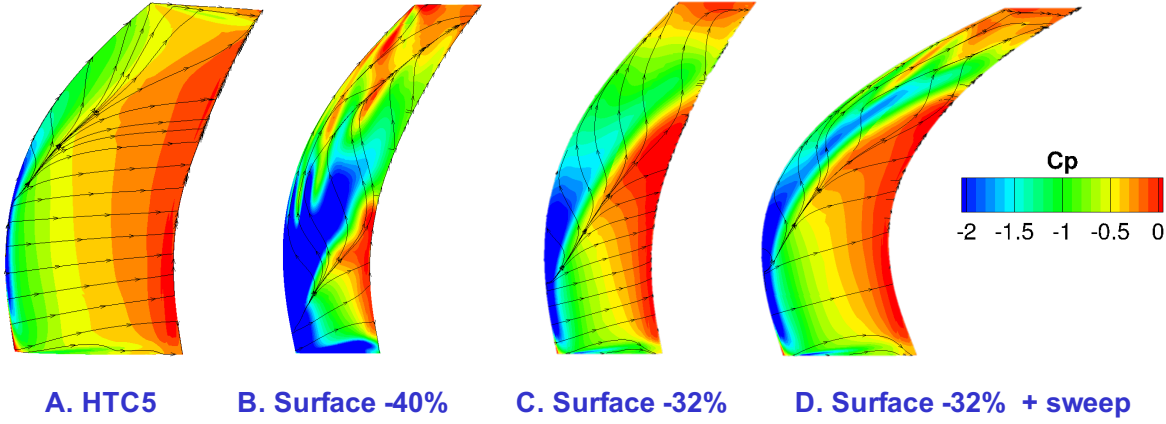 Cp
-2 -1.5 -1 -0.5 0
A. HTC5 B. Surface -40% C. Surface -32% D. Surface -32% + sweep